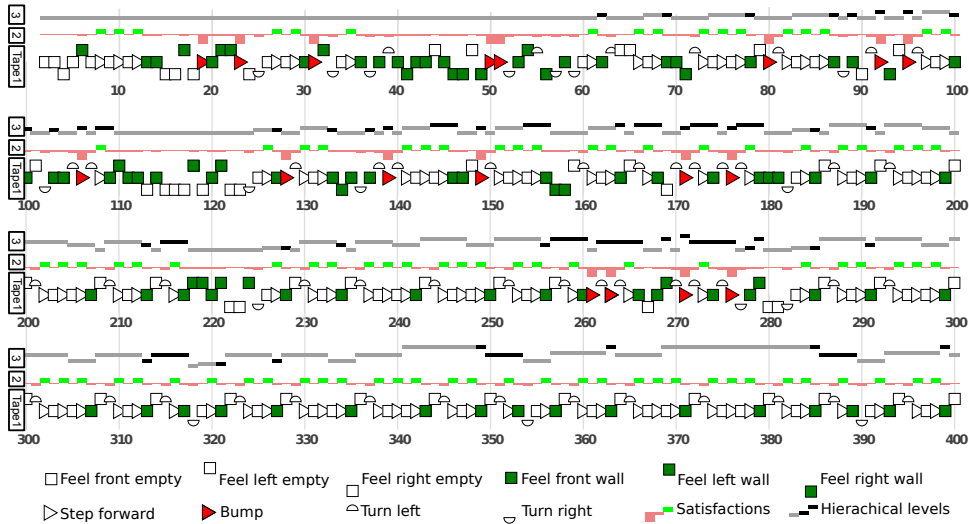 3
2
Tape1
10 20 30 40 50 60 70 80 90 100
3
2
Tape1
100 110 120 130 140 150 160 170 180 190 200
3
2
Tape1
200 210 220 230 240 250 260 270 280 290 300
3
2
Tape1
300 310 320 330 340 350 360 370 380 390 400
Feel front empty Feel left empty Feel right empty Feel front wall Feel left wall Feel right wall
Step forward Bump Turn left Turn right Satisfactions Hierachical levels